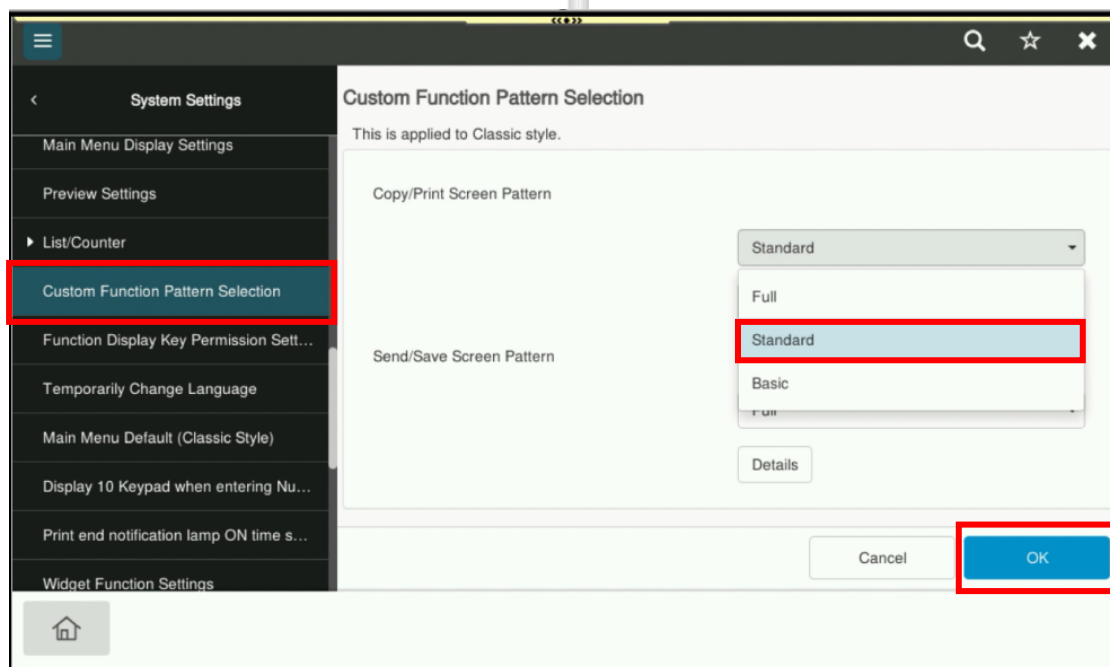 System Settings
Main Menu Display Settings
Preview Settings
List/Counter
Custom Function Pattern Selection
Function Display Key Permission Sett...
Temporarily Change Language
Main Menu Default (Classic Style)
Display 10 Keypad when entering Nu...
Print end notification lamp ON time s...
Widget Function Settings
Custom Function Pattern Selection
This is applied to Classic style.
Copy/Print Screen Pattern
Standard
Full
Standard
Basic
Send/Save Screen Pattern
Full
Details
Cancel
OK